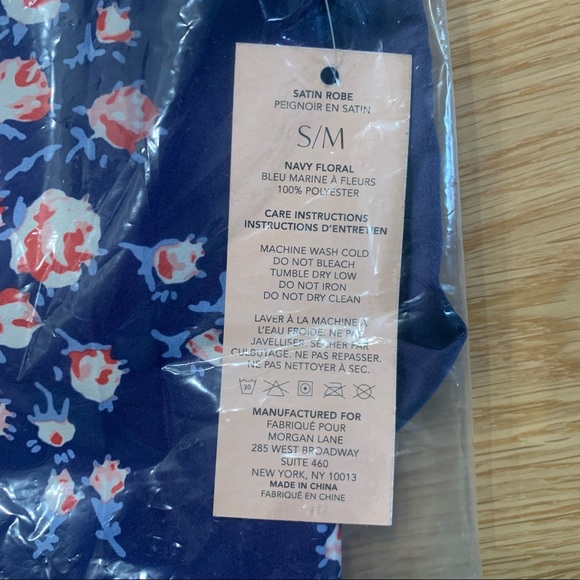 SATIN ROBE
PEIGNOIR EN SATIN
S/M
NAVY FLORAL
BLEU MARINE À FLEURS
100% POLYESTER
CARE INSTRUCTIONS
INSTRUCTIONS D'ENTRETIEN
MACHINE WASH COLD
DO NOT BLEACH
TUMBLE DRY LOW
DO NOT IRON
DO NOT DRY CLEAN
LAVER À LA MACHINE À
L'EAU FROIDE. NE PAS
JAVELLISER. SÉCHER PAR
CULBUTAGE. NE PAS REPASSER.
NE PAS NETTOYER À SEC.
30
MANUFACTURED FOR
FABRIQUÉ POUR
MORGAN LANE
285 WEST BROADWAY
SUITE 460
NEW YORK, NY 10013
MADE IN CHINA
FABRIQUÉ EN CHINE